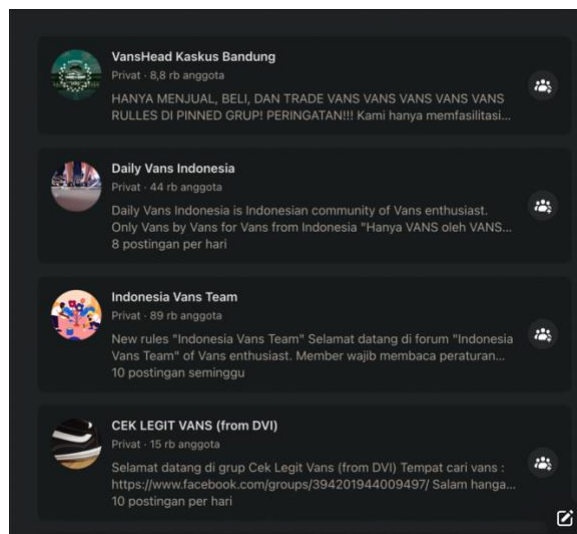 VansHead Kaskus Bandung
Privat · 8,8 rb anggota
HANYA MENJUAL, BELI, DAN TRADE VANS VANS VANS VANS VANS
RULLES DI PINNED GRUP! PERINGATAN!!! Kami hanya memfasilitasi...
Daily Vans Indonesia
Privat · 44 rb anggota
Daily Vans Indonesia is Indonesian community of Vans enthusiast.
Only Vans by Vans for Vans from Indonesia "Hanya VANS oleh VANS...
8 postingan per hari
Indonesia Vans Team
Privat · 89 rb anggota
New rules "Indonesia Vans Team" Selamat datang di forum "Indonesia
Vans Team" of Vans enthusiast. Member wajib membaca peraturan...
10 postingan seminggu
CEK LEGIT VANS (from DVI)
Privat · 15 rb anggota
Selamat datang di grup Cek Legit Vans (from DVI) Tempat cari vans :
https://www.facebook.com/groups/394201944009497/ Salam hanga...
10 postingan per hari